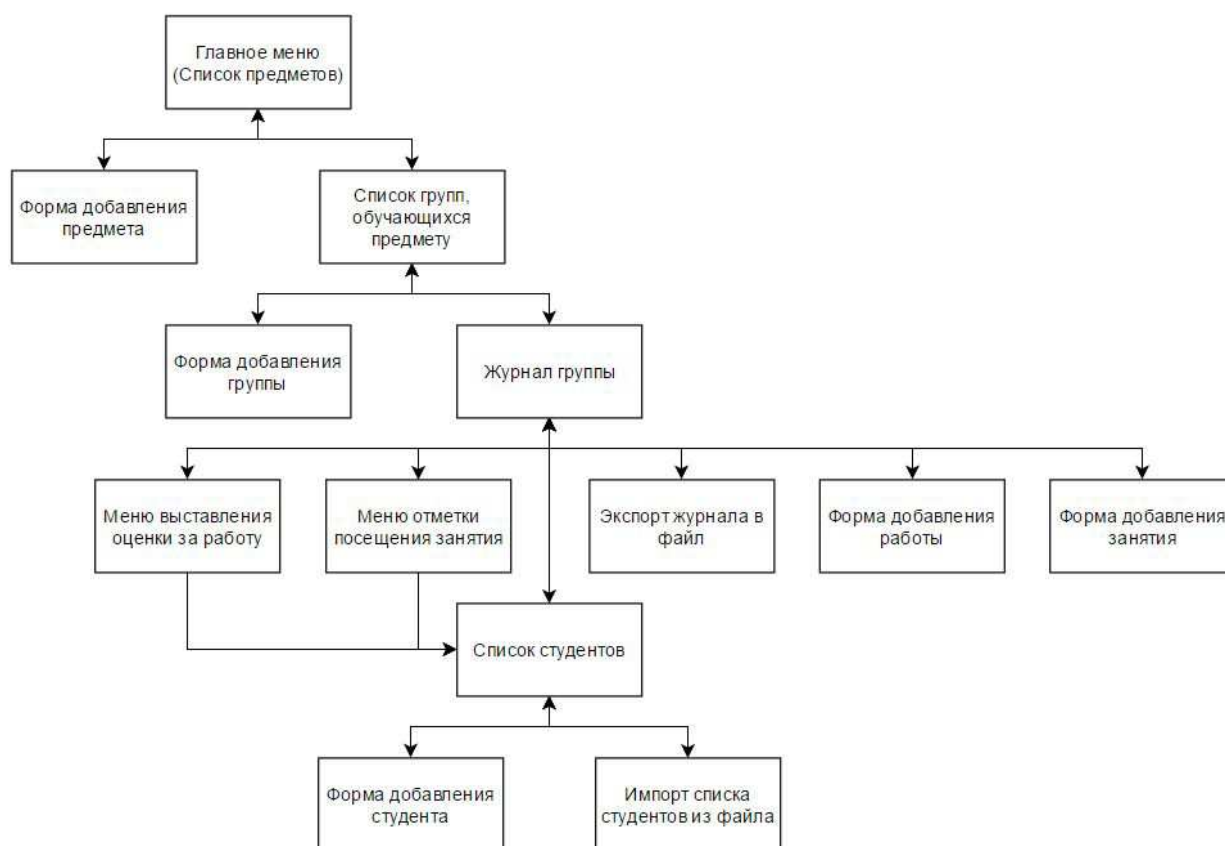 Главное меню
(Список предметов)
Форма добавления
предмета
Список групп,
обучающихся
предмету
Форма добавления
группы
Журнал группы
Меню выставления
оценки за работу
Меню отметки
посещения занятия
Экспорт журнала в
файл
Форма добавления
работы
Форма добавления
занятия
Список студентов
Форма добавления
студента
Импорт списка
студентов из файла